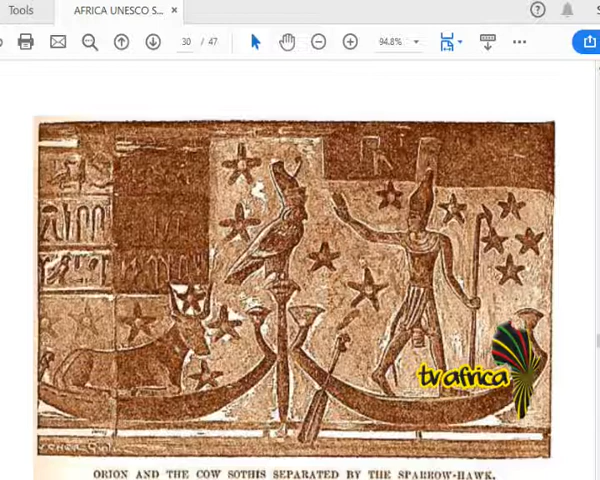 Tools
AFRICA UNESCO S... ×
30 / 47
94.8%
tv africa
ORION AND THE COW SOTHIS SEPARATED BY THE SPARROW-HAWK.